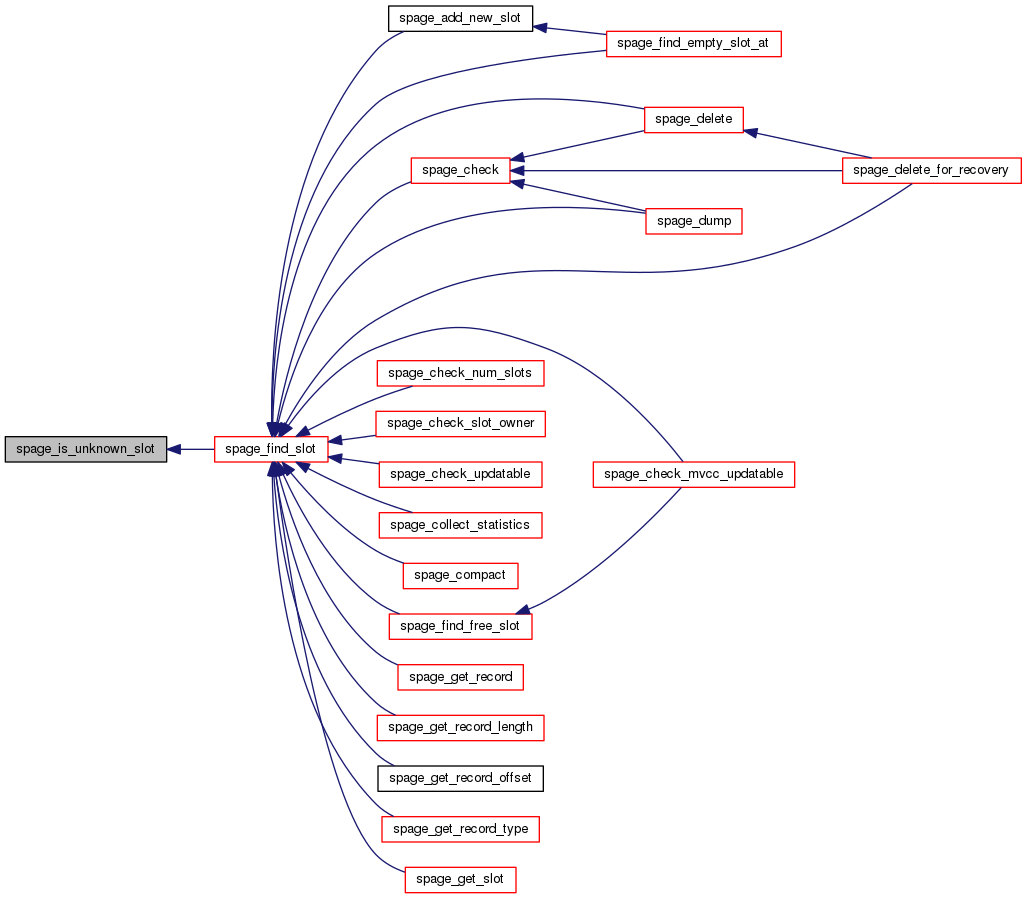 spage_add_new_slot
spage_find_empty_slot_at
spage_delete
spage_check
spage_delete_for_recovery
spage_dump
spage_check_num_slots
spage_check_slot_owner
spage_is_unknown_slot
spage_find_slot
spage_check_updatable
spage_check_mvcc_updatable
spage_collect_statistics
spage_compact
spage_find_free_slot
spage_get_record
spage_get_record_length
spage_get_record_offset
spage_get_record_type
spage_get_slot